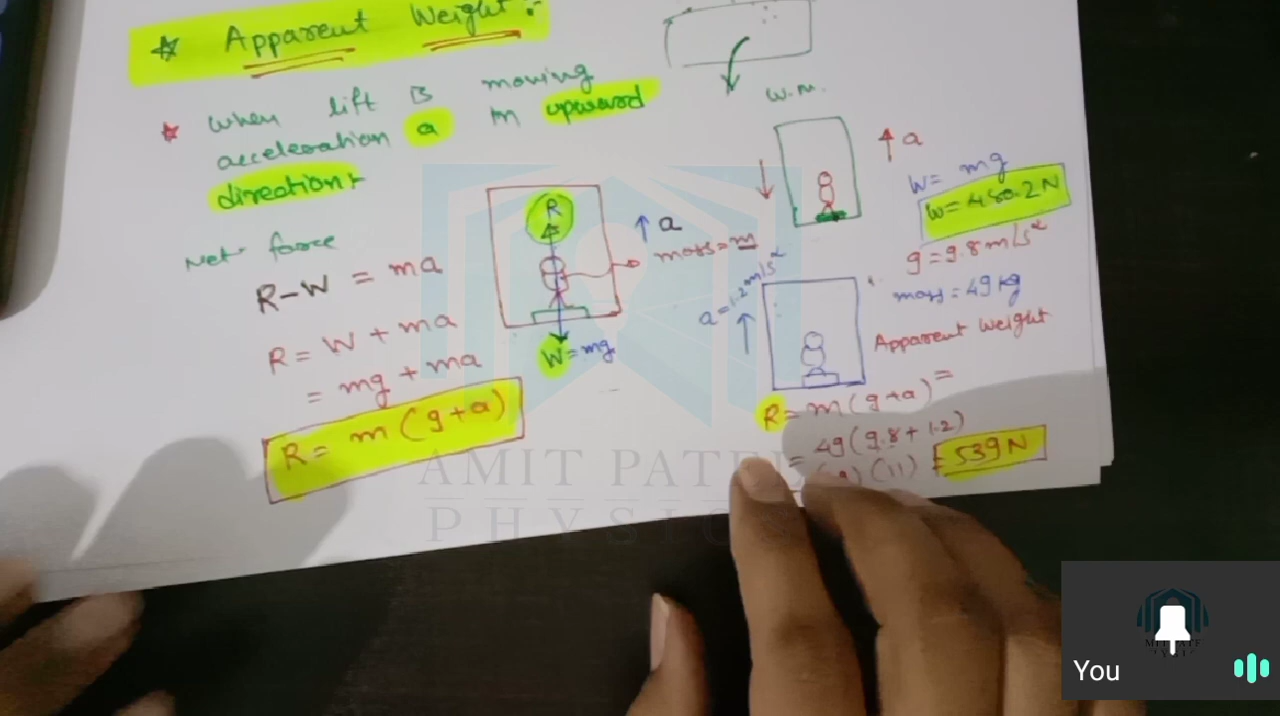 ☆ Apparent Weight :-
* When lift is moving
acceleration a in upward
direction :-
Net force
R-W = ma
R = W + ma
= mg + ma
R = m (g+a)
R
W = mg
a
mass = m
W.M.
a
W = mg
W = 480.2 N
g = 9.8 m/s²
mass = 49 kg
a = 1.2 m/s²
Apparent Weight
=
R = m (g+a)
= 49 (9.8 + 1.2)
(11) = 539 N
AMIT PATEL
PHYSICS
You